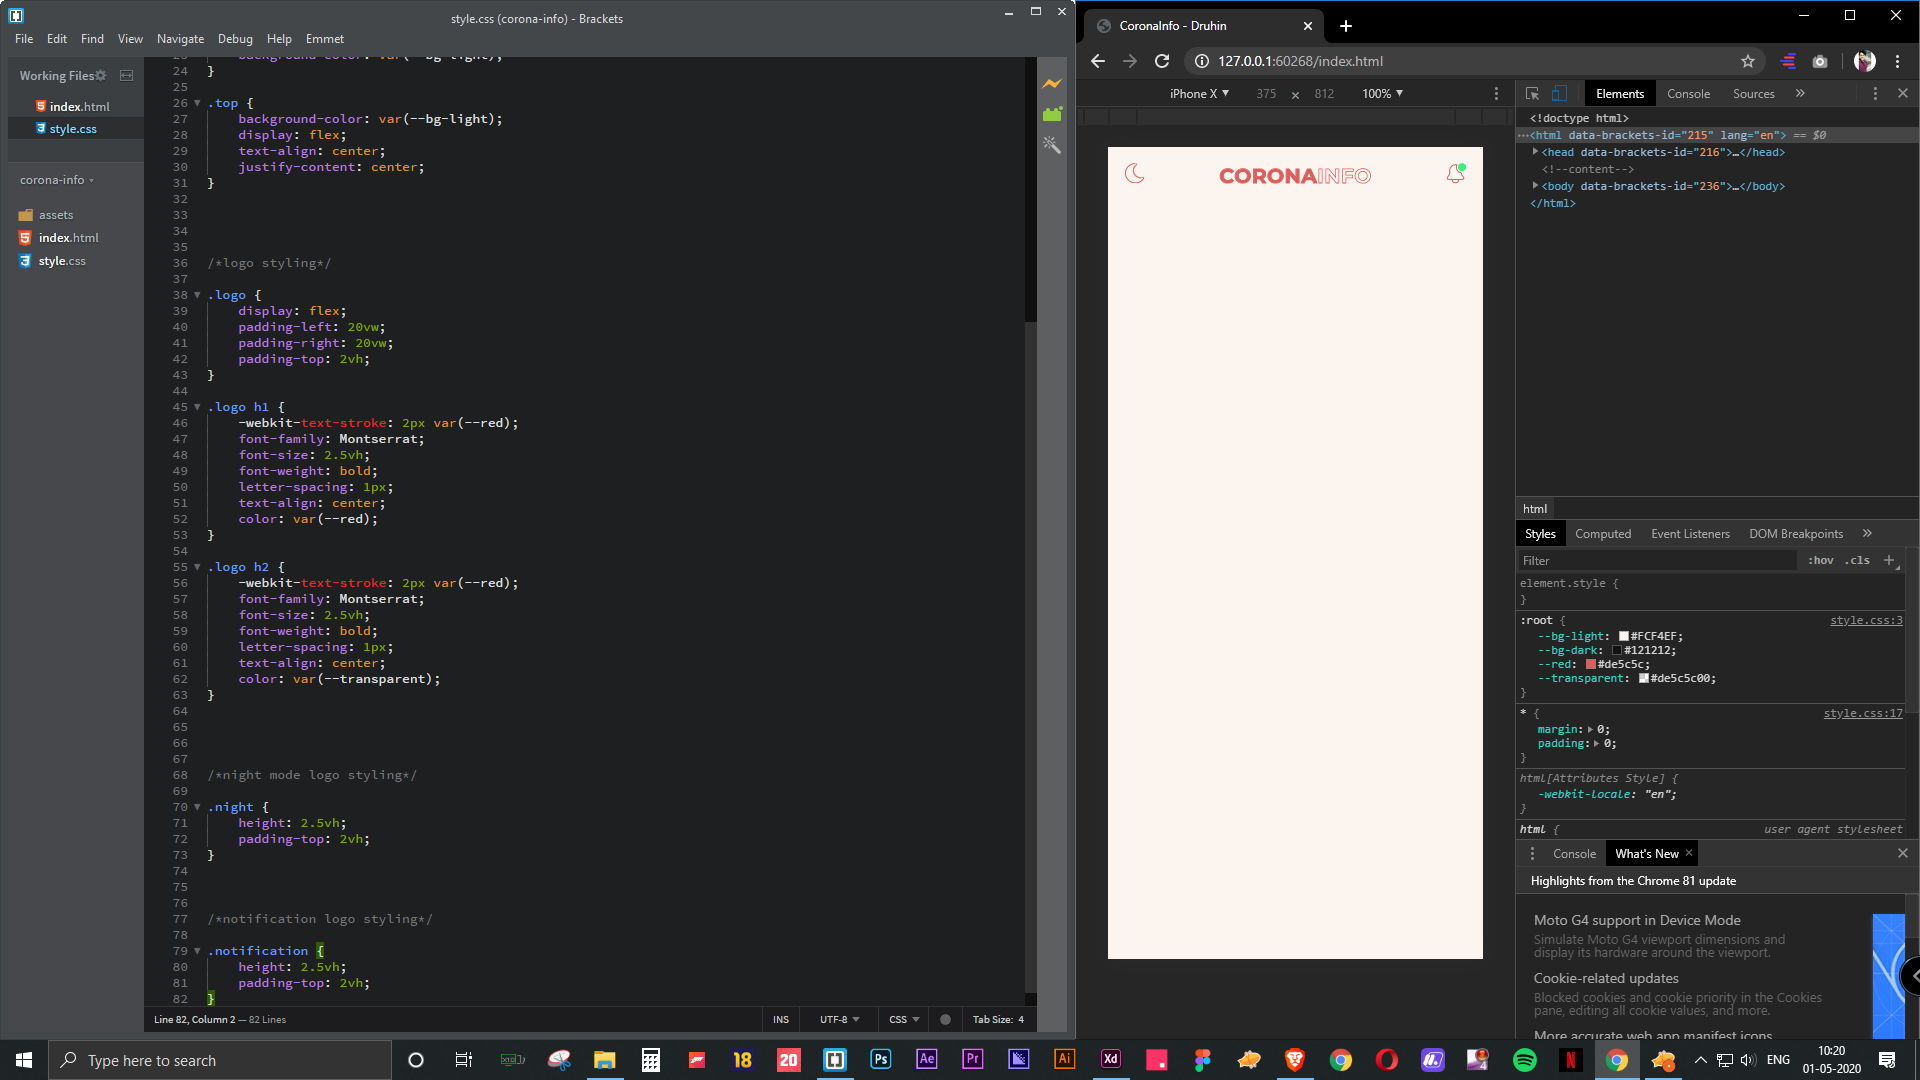 style.css (corona-info) - Brackets
File Edit Find View Navigate Debug Help Emmet
Working Files
index.html
style.css
corona-info
assets
index.html
style.css
24 }
25
26 .top {
27 background-color: var(--bg-light);
28 display: flex;
29 text-align: center;
30 justify-content: center;
31 }
32
33
34
35
36 /*logo styling*/
37
38 .logo {
39 display: flex;
40 padding-left: 20vw;
41 padding-right: 20vw;
42 padding-top: 2vh;
43 }
44
45 .logo h1 {
46 -webkit-text-stroke: 2px var(--red);
47 font-family: Montserrat;
48 font-size: 2.5vh;
49 font-weight: bold;
50 letter-spacing: 1px;
51 text-align: center;
52 color: var(--red);
53 }
54
55 .logo h2 {
56 -webkit-text-stroke: 2px var(--red);
57 font-family: Montserrat;
58 font-size: 2.5vh;
59 font-weight: bold;
60 letter-spacing: 1px;
61 text-align: center;
62 color: var(--transparent);
63 }
64
65
66
67
68 /*night mode logo styling*/
69
70 .night {
71 height: 2.5vh;
72 padding-top: 2vh;
73 }
74
75
76
77 /*notification logo styling*/
78
79 .notification {
80 height: 2.5vh;
81 padding-top: 2vh;
82 }
Line 82, Column 2 — 82 Lines
INS UTF-8 CSS Tab Size: 4
CoronaInfo - Druhin
127.0.0.1:60268/index.html
iPhone X 375 × 812 100%
CORONAINFO
Elements Console Sources »
<!doctype html>
<html data-brackets-id="215" lang="en"> == $0
<head data-brackets-id="216">…</head>
<!--content-->
<body data-brackets-id="236">…</body>
</html>
html
Styles Computed Event Listeners DOM Breakpoints »
Filter :hov .cls +
element.style {
}
:root { style.css:3
--bg-light: #FCF4EF;
--bg-dark: #121212;
--red: #de5c5c;
--transparent: #de5c5c00;
}
* { style.css:17
margin: 0;
padding: 0;
}
html[Attributes Style] {
-webkit-locale: "en";
}
html { user agent stylesheet
Console What's New
Highlights from the Chrome 81 update
Moto G4 support in Device Mode
Simulate Moto G4 viewport dimensions and
display its hardware around the viewport.
Cookie-related updates
Blocked cookies and cookie priority in the Cookies
pane, editing all cookie values, and more.
More accurate web app manifest icons
Type here to search
18 20 Ps Ae Pr Ai Xd N
ENG
10:20
01-05-2020